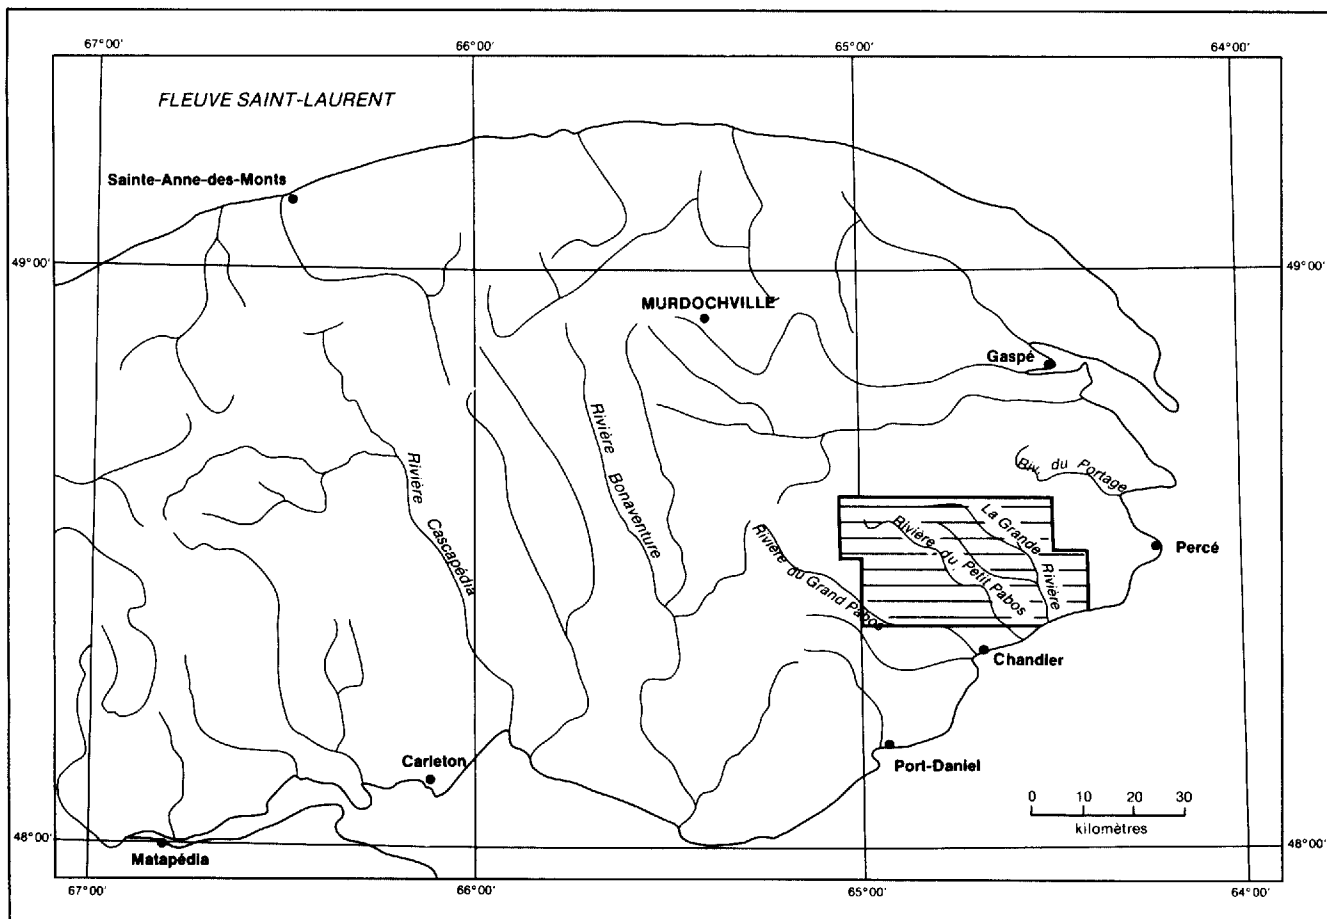 67°00'
66°00'
65°00'
64°00'
FLEUVE SAINT-LAURENT
Sainte-Anne-des-Monts
49°00'
49°00'
MURDOCHVILLE
Gaspé
Rivière Cascapédia
Rivière Bonaventure
Riv. du Portage
La Grande Rivière
Rivière du Petit Pabos
Rivière du Grand Pabos
Percé
Chandler
Carleton
Port-Daniel
0 10 20 30
kilomètres
48°00'
48°00'
Matapédia
67°00'
66°00'
65°00'
64°00'